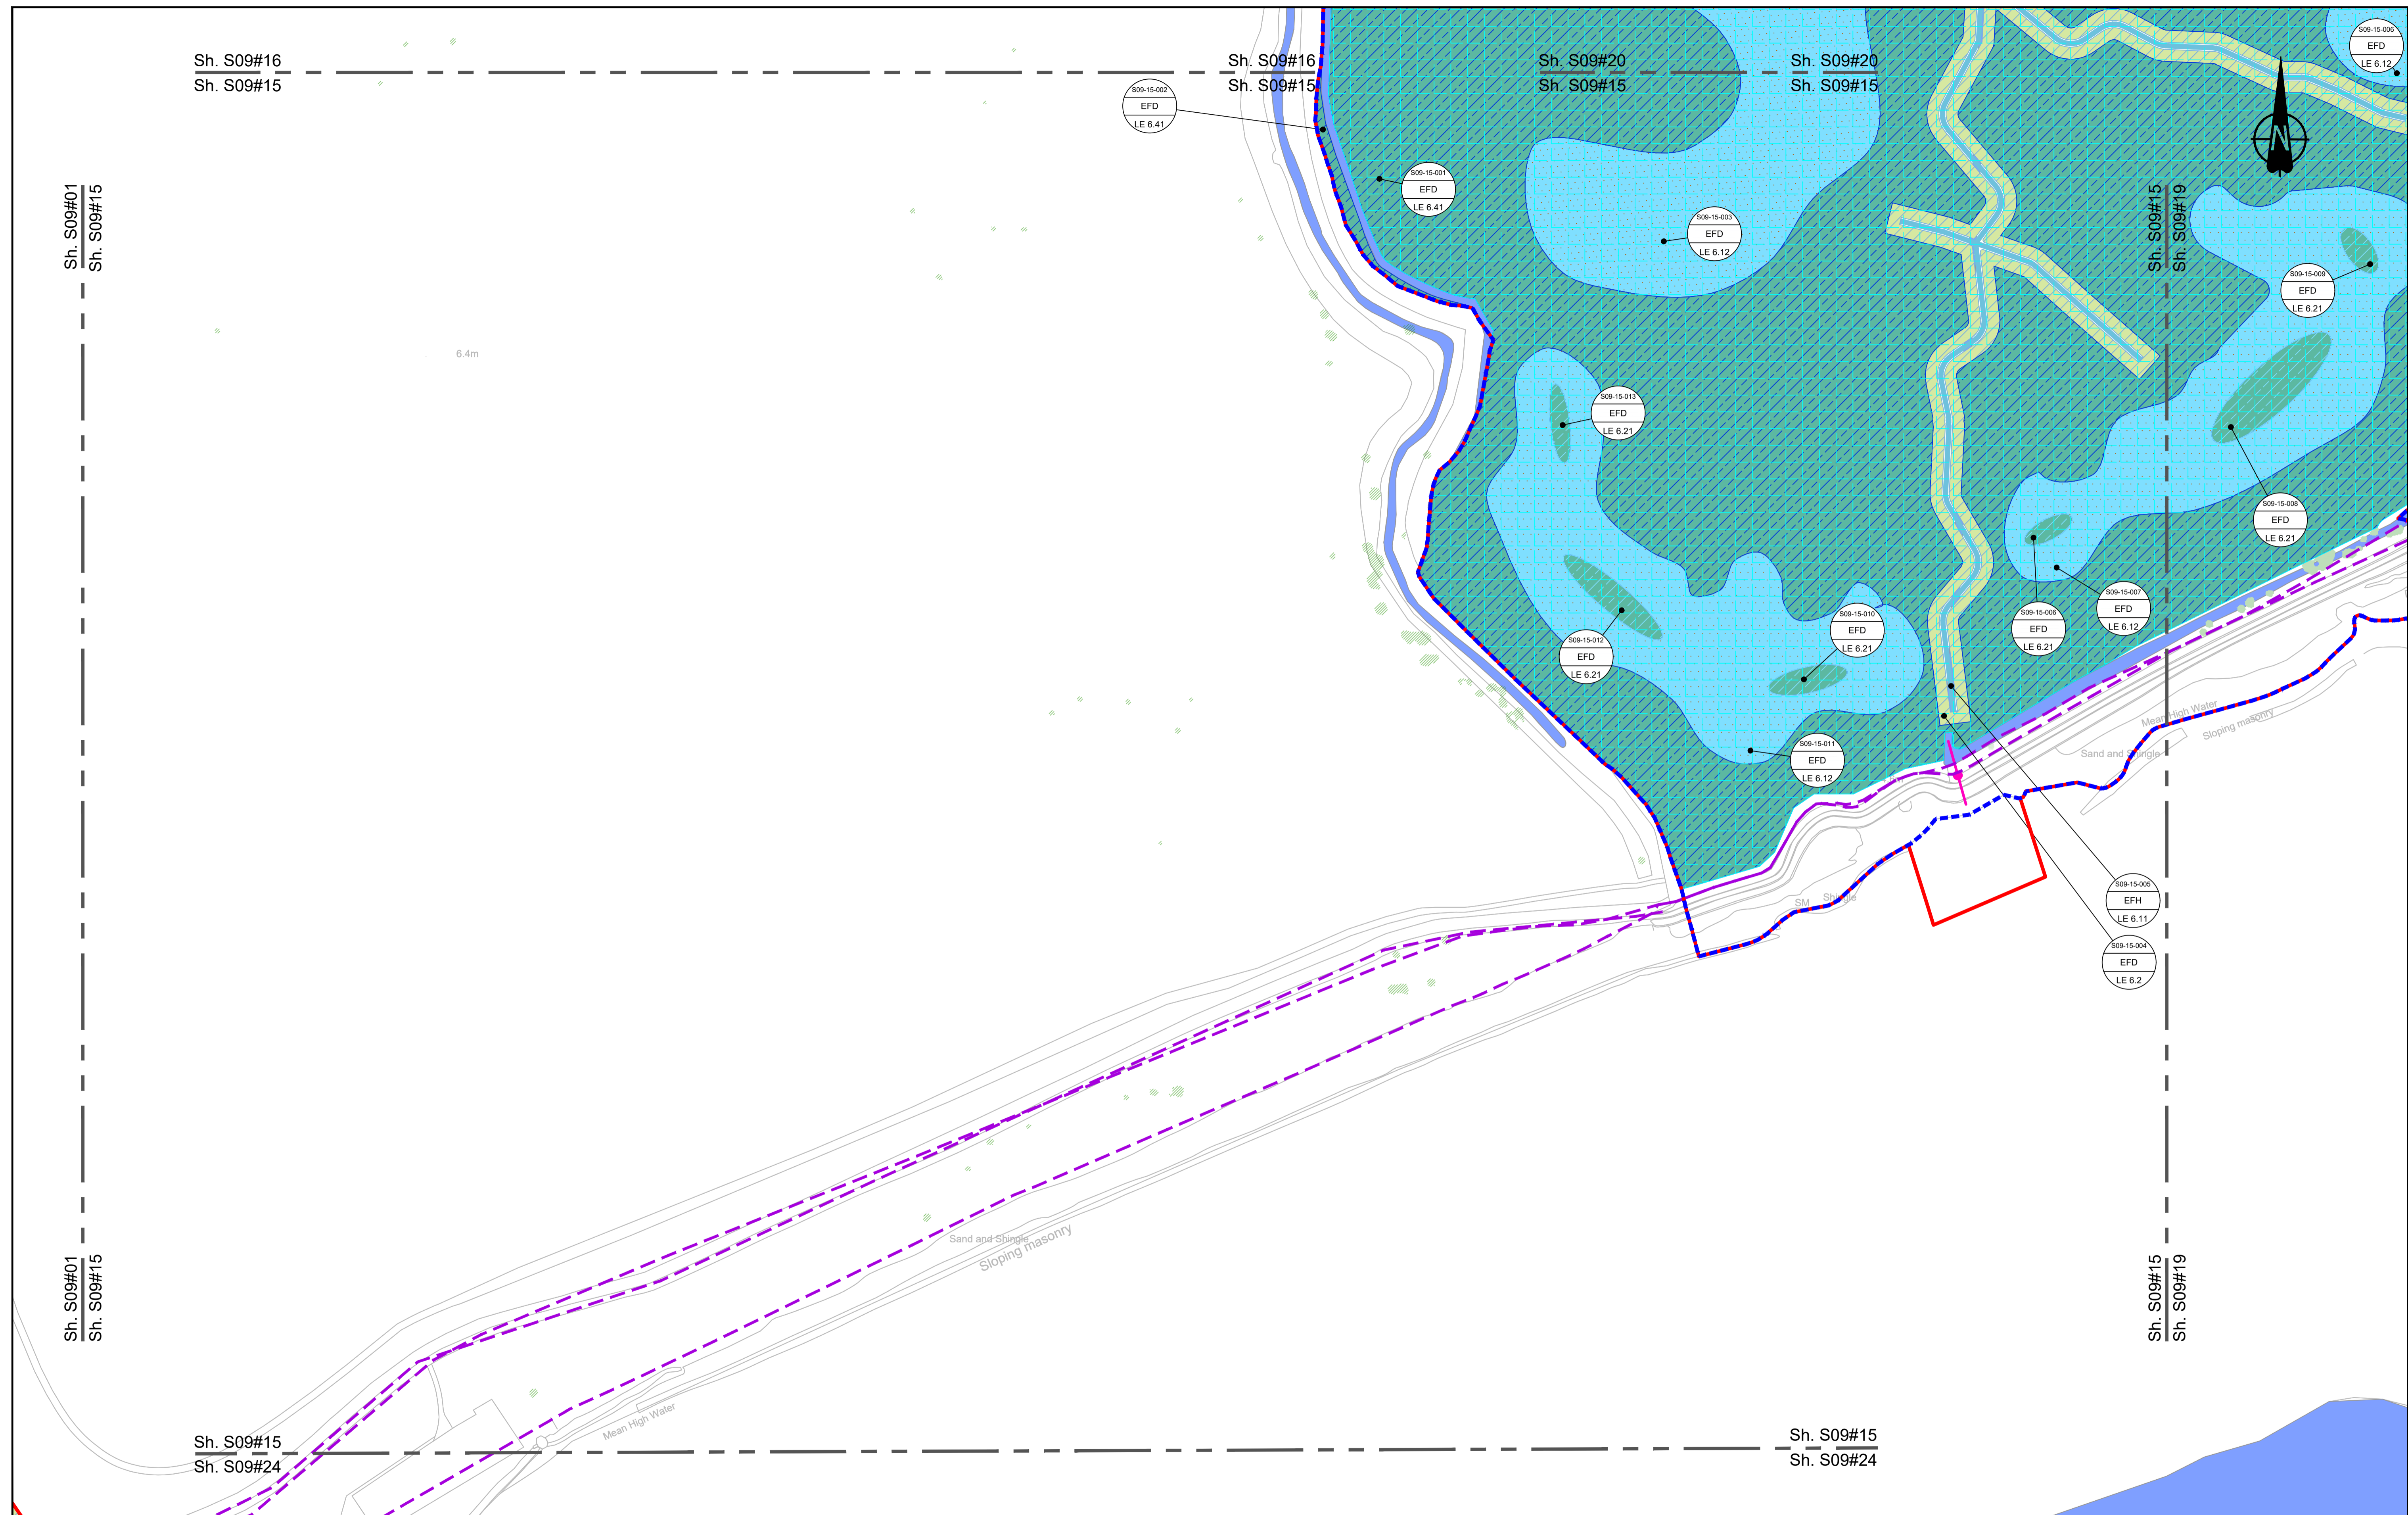 Sh. S09#16
Sh. S09#15
Sh. S09#16
Sh. S09#15
Sh. S09#20
Sh. S09#15
Sh. S09#20
Sh. S09#15
S09-15-006
EFD
LE 6.12
N
S09-15-002
EFD
LE 6.41
S09-15-001
EFD
LE 6.41
S09-15-003
EFD
LE 6.12
Sh. S09#01
Sh. S09#15
Sh. S09#15
Sh. S09#19
S09-15-009
EFD
LE 6.21
6.4m
S09-15-013
EFD
LE 6.21
S09-15-008
EFD
LE 6.21
S09-15-007
EFD
LE 6.12
S09-15-006
EFD
LE 6.21
S09-15-010
EFD
LE 6.21
S09-15-012
EFD
LE 6.21
Mean High Water
Sloping masonry
Sand and Shingle
S09-15-011
EFD
LE 6.12
SM
Shingle
S09-15-005
EFH
LE 6.11
S09-15-004
EFD
LE 6.2
Sand and Shingle
Sloping masonry
Sh. S09#01
Sh. S09#15
Sh. S09#15
Sh. S09#19
Mean High Water
Sh. S09#15
Sh. S09#24
Sh. S09#15
Sh. S09#24